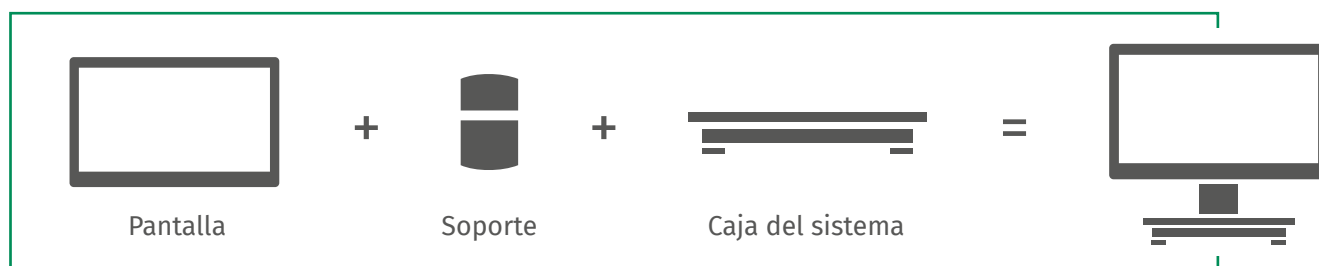 + + =
Pantalla Soporte Caja del sistema